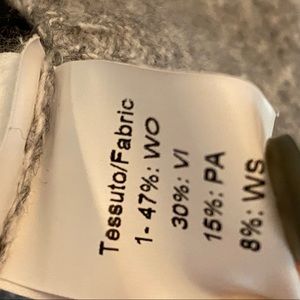 Tessuto/Fabric
1- 47%: WO
30%: VI
15%: PA
8%: WS